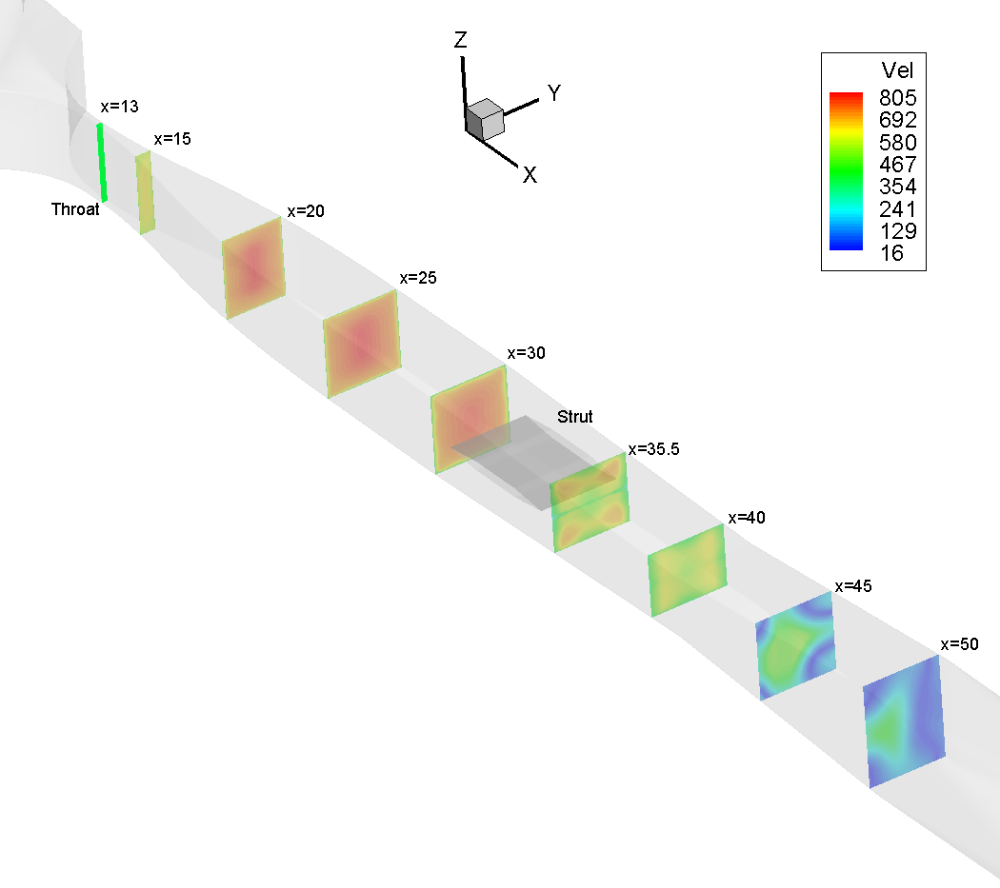 Z
Y
X
Vel
805
692
580
467
354
241
129
16
x=13
x=15
Throat
x=20
x=25
x=30
Strut
x=35.5
x=40
x=45
x=50